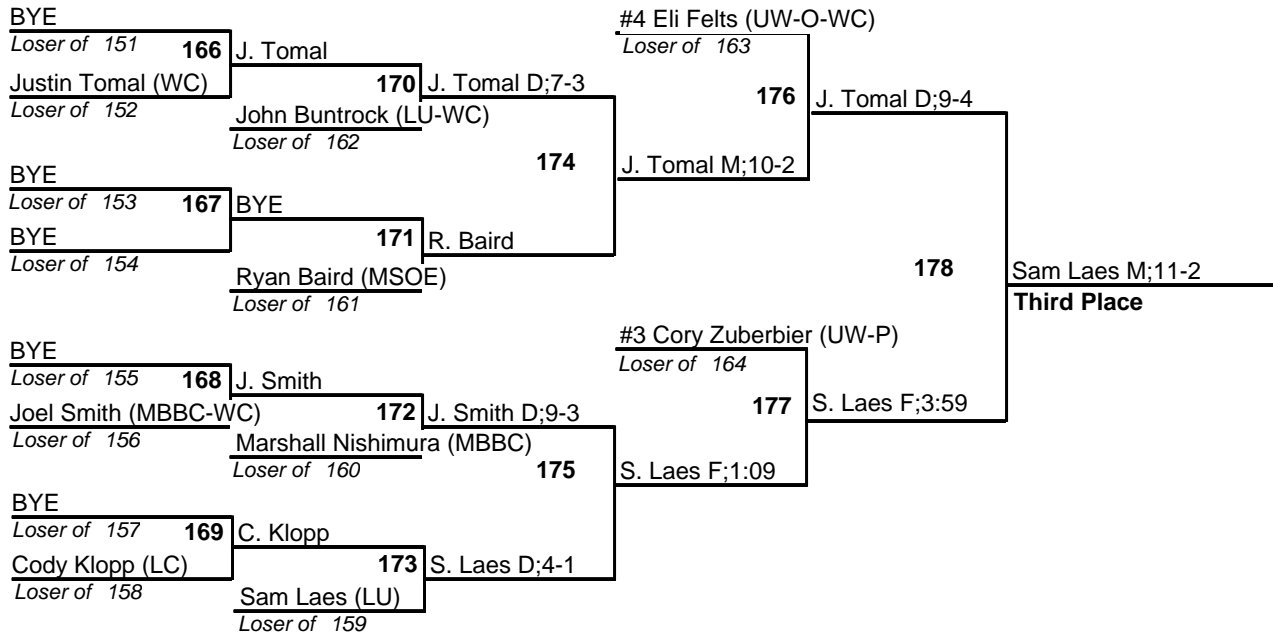 BYE
Loser of 151
166
Justin Tomal (WC)
Loser of 152
J. Tomal
170
John Buntrock (LU-WC)
Loser of 162
J. Tomal D;7-3
BYE
Loser of 153
167
BYE
Loser of 154
BYE
171
Ryan Baird (MSOE)
Loser of 161
R. Baird
174
#4 Eli Felts (UW-O-WC)
Loser of 163
176
J. Tomal M;10-2
J. Tomal D;9-4
BYE
Loser of 155
168
Joel Smith (MBBC-WC)
Loser of 156
J. Smith
172
Marshall Nishimura (MBBC)
Loser of 160
J. Smith D;9-3
BYE
Loser of 157
169
Cody Klopp (LC)
Loser of 158
C. Klopp
173
Sam Laes (LU)
Loser of 159
S. Laes D;4-1
175
#3 Cory Zuberbier (UW-P)
Loser of 164
177
S. Laes F;1:09
S. Laes F;3:59
178
Sam Laes M;11-2
Third Place